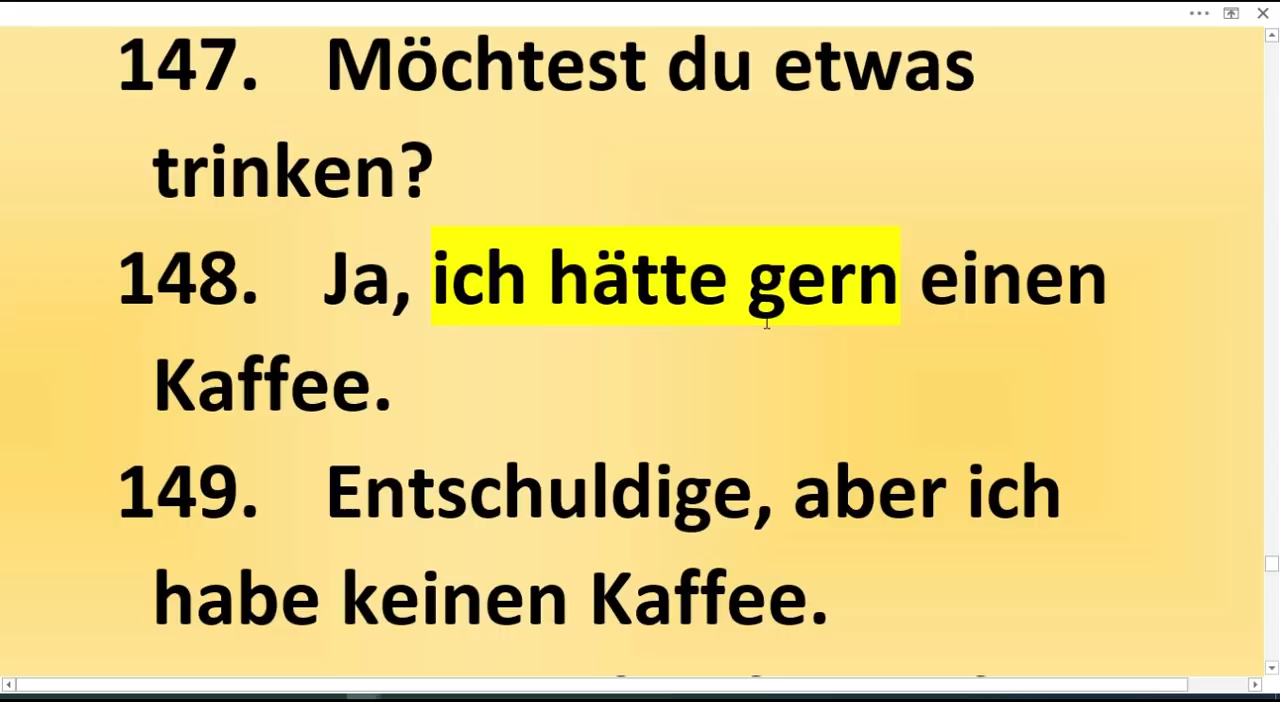 147. Möchtest du etwas
trinken?
148. Ja, ich hätte gern einen
Kaffee.
149. Entschuldige, aber ich
habe keinen Kaffee.